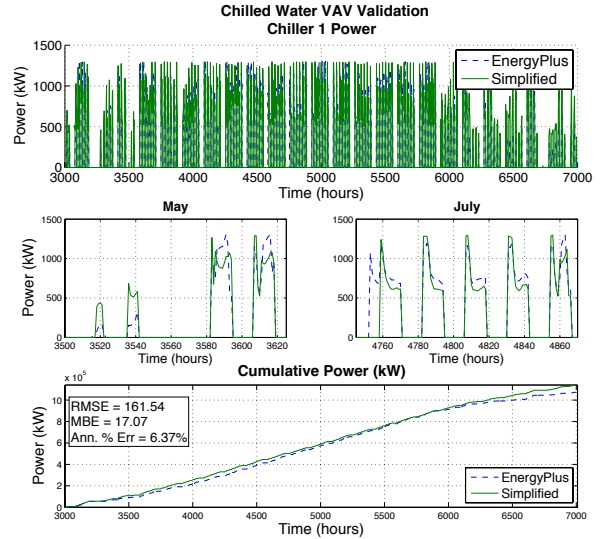 Chilled Water VAV Validation
Chiller 1 Power
1500
1000
500
0
Power (kW)
EnergyPlus
Simplified
3000 3500 4000 4500 5000 5500 6000 6500 7000
Time (hours)
May
1500
1000
500
0
Power (kW)
3500 3520 3540 3560 3580 3600 3620
Time (hours)
July
1500
1000
500
0
4760 4780 4800 4820 4840 4860
Time (hours)
Cumulative Power (kW)
x 10^5
10
8
6
4
2
0
Power (kW)
RMSE = 161.54
MBE = 17.07
Ann. % Err = 6.37%
EnergyPlus
Simplified
3000 3500 4000 4500 5000 5500 6000 6500 7000
Time (hours)